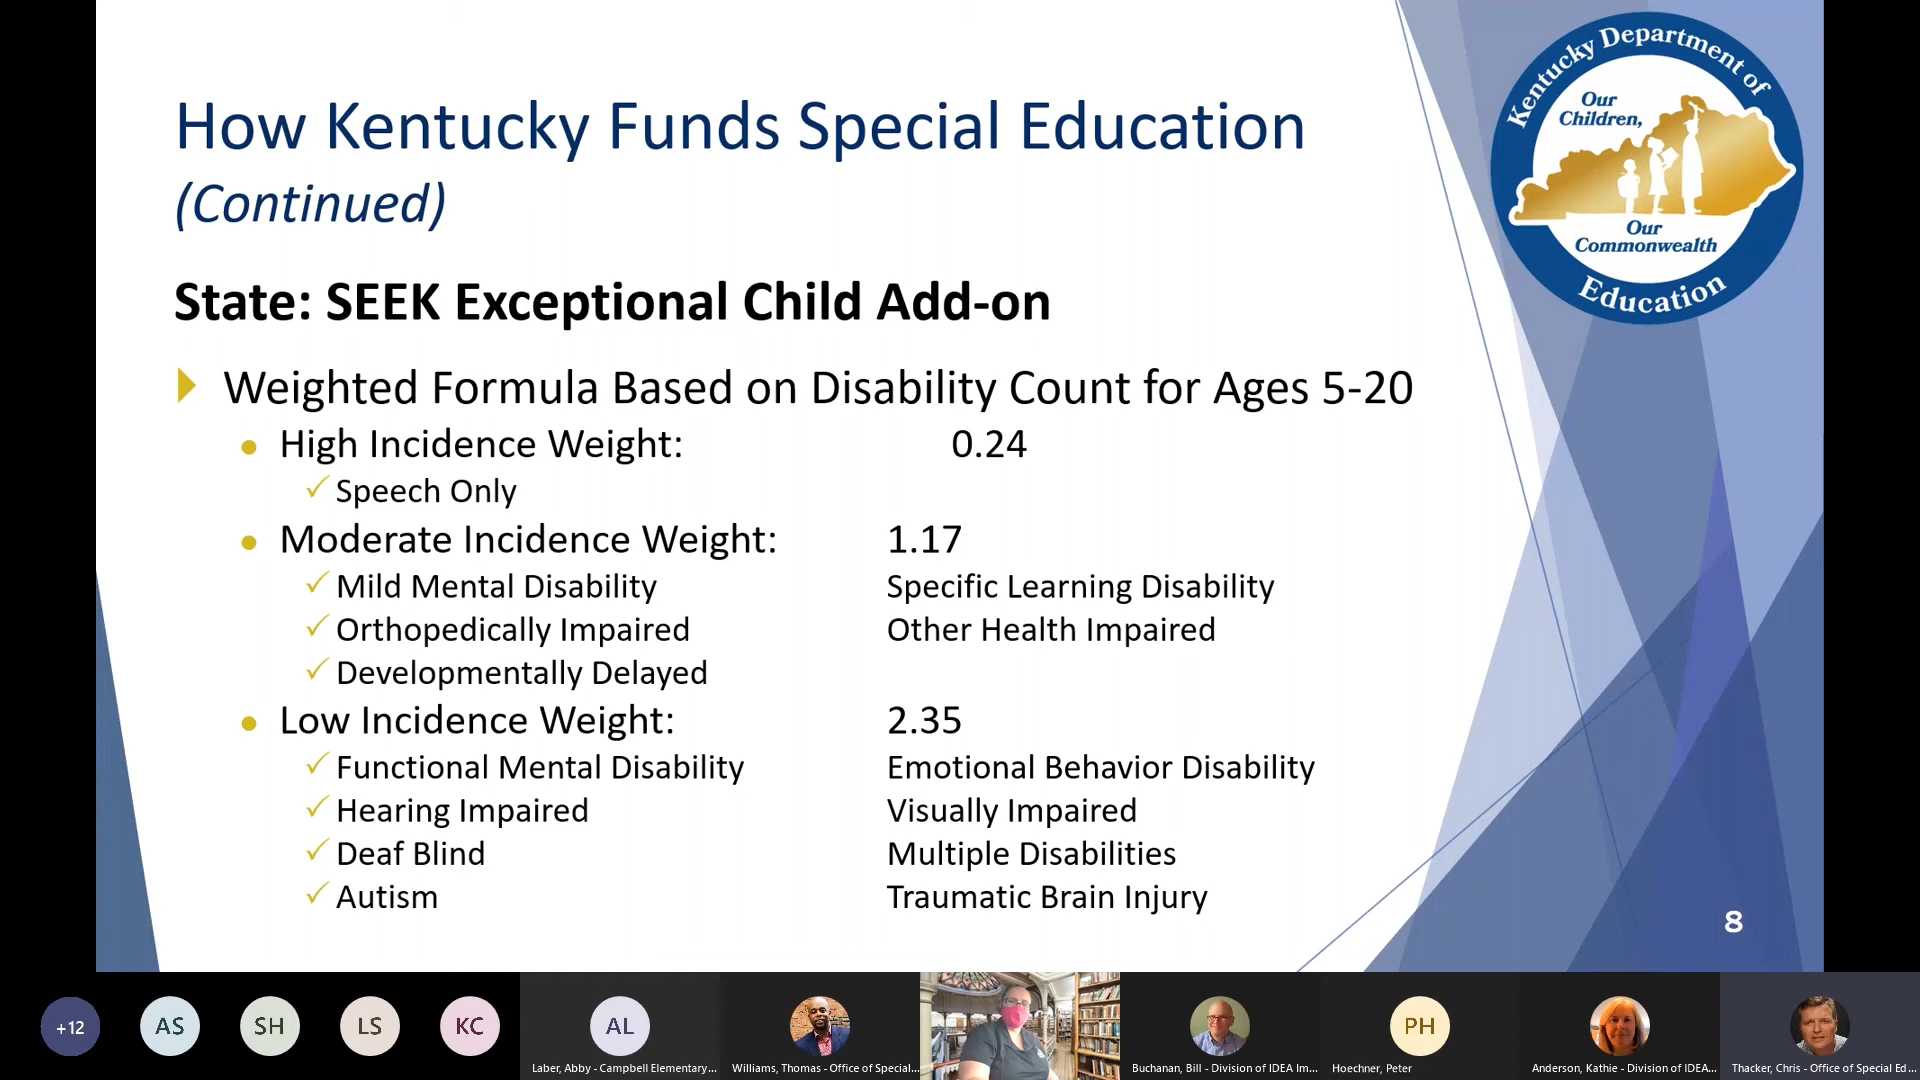 How Kentucky Funds Special Education
(Continued)
Kentucky Department of
Education
Our
Children,
Our
Commonwealth
State: SEEK Exceptional Child Add-on
Weighted Formula Based on Disability Count for Ages 5-20
High Incidence Weight: 0.24
Speech Only
Moderate Incidence Weight: 1.17
Mild Mental Disability Specific Learning Disability
Orthopedically Impaired Other Health Impaired
Developmentally Delayed
Low Incidence Weight: 2.35
Functional Mental Disability Emotional Behavior Disability
Hearing Impaired Visually Impaired
Deaf Blind Multiple Disabilities
Autism Traumatic Brain Injury
8
+12 AS SH LS KC AL PH
Laber, Abby - Campbell Elementary... Williams, Thomas - Office of Special... Buchanan, Bill - Division of IDEA Im... Hoechner, Peter Anderson, Kathie - Division of IDEA... Thacker, Chris - Office of Special Ed...